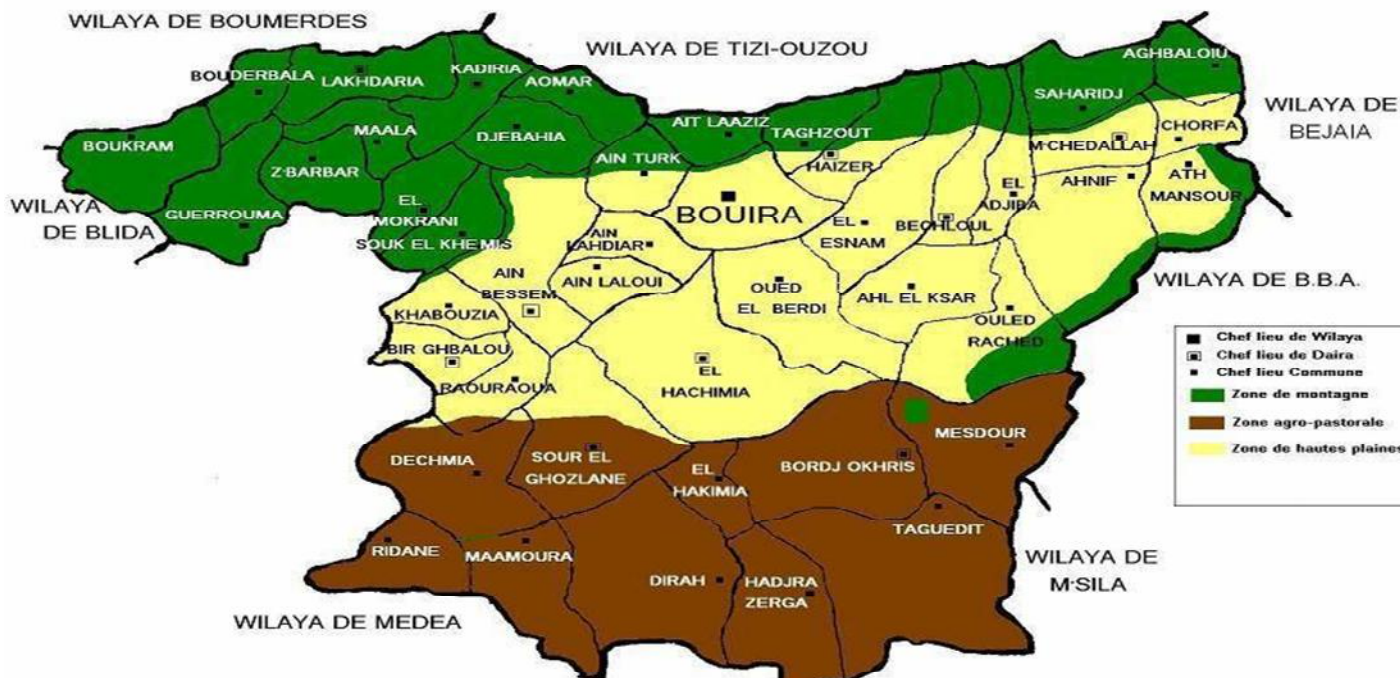 WILAYA DE BOUMERDES
WILAYA DE TIZI-OUZOU
AGHBALOIU
BOUDERBALA
LAKHDARIA
KADIRIA
AOMAR
SAHARIDJ
WILAYA DE
BEJAIA
BOUKRAM
MAALA
DJEBAHIA
AIT LAAZIZ
TAGHZOUT
CHORFA
M'CHEDALLAH
Z·BARBAR
AIN TURK
HAIZER
AHNIF
ATH
MANSOUR
WILAYA
DE BLIDA
GUERROUMA
EL
MOKRANI
SOUK EL KHEMIS
BOUIRA
EL
ADJIBA
EL
ESNAM
BECHLOUL
AIN
LAHDIAR
AIN
BESSEM
AIN LALOUI
OUED
EL BERDI
AHL EL KSAR
WILAYA DE B.B.A.
KHABOUZIA
OULED
RACHED
BIR GHBALOU
RAOURAOUA
EL
HACHIMIA
Chef lieu de Wilaya
Chef lieu de Daira
Chef lieu Commune
Zone de montagne
Zone agro-pastorale
Zone de hautes plaines
DECHMIA
SOUR EL
GHOZLANE
EL
HAKIMIA
BORDJ OKHRIS
MESDOUR
TAGUEDIT
RIDANE
MAAMOURA
DIRAH
HADJRA
ZERGA
WILAYA DE
M'SILA
WILAYA DE MEDEA